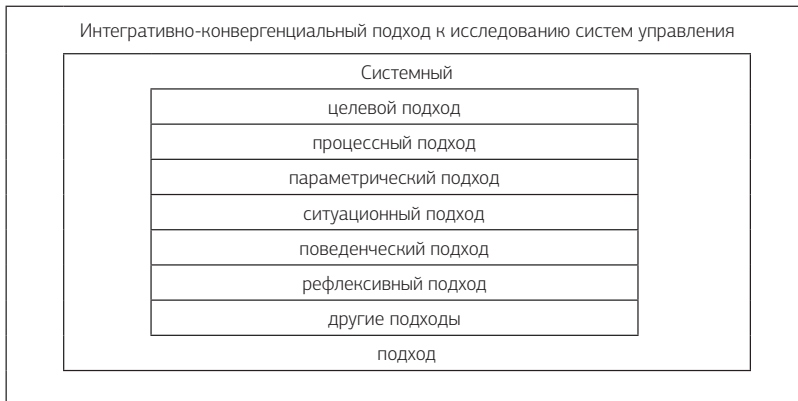 Интегративно-конвергенциальный подход к исследованию систем управления
Системный
целевой подход
процессный подход
параметрический подход
ситуационный подход
поведенческий подход
рефлексивный подход
другие подходы
подход